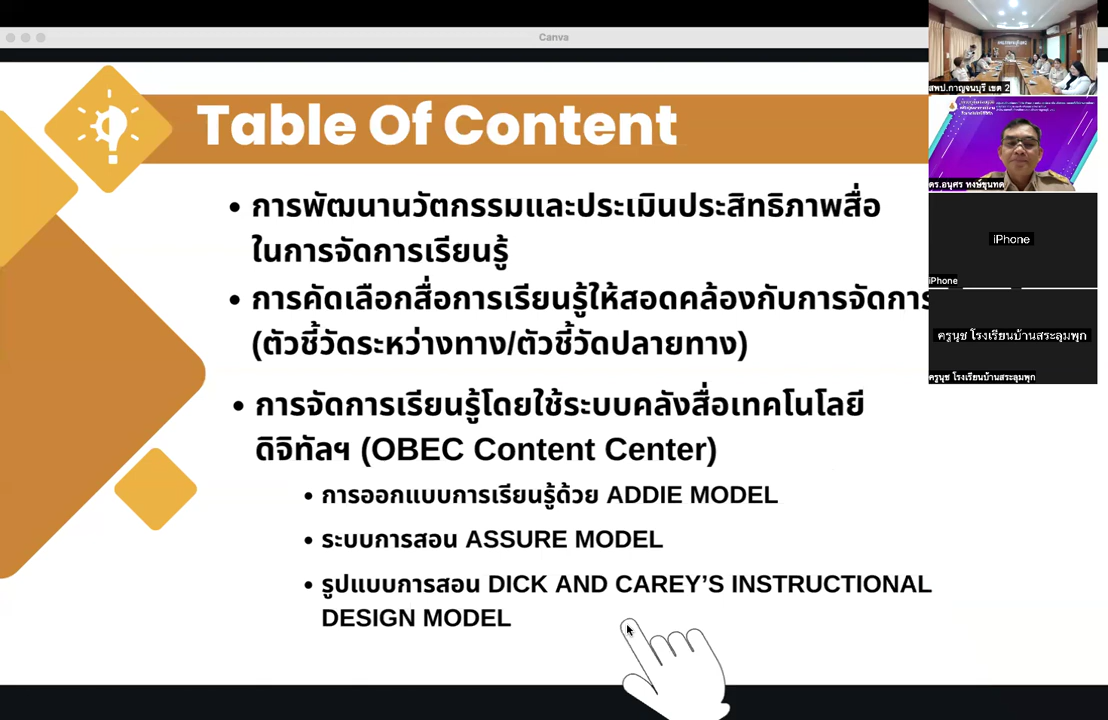 Canva
Table Of Content
• การพัฒนานวัตกรรมและประเมินประสิทธิภาพสื่อ
ในการจัดการเรียนรู้
• การคัดเลือกสื่อการเรียนรู้ให้สอดคล้องกับการจัดการ
(ตัวชี้วัดระหว่างทาง/ตัวชี้วัดปลายทาง)
• การจัดการเรียนรู้โดยใช้ระบบคลังสื่อเทคโนโลยี
ดิจิทัลฯ (OBEC Content Center)
• การออกแบบการเรียนรู้ด้วย ADDIE MODEL
• ระบบการสอน ASSURE MODEL
• รูปแบบการสอน DICK AND CAREY’S INSTRUCTIONAL
DESIGN MODEL
สพป.กาญจนบุรี เขต 2
ดร.อนุศร หงษ์ขุนทด
iPhone
iPhone
ครูนุช โรงเรียนบ้านสระลุมพุก
ครูนุช โรงเรียนบ้านสระลุมพุก